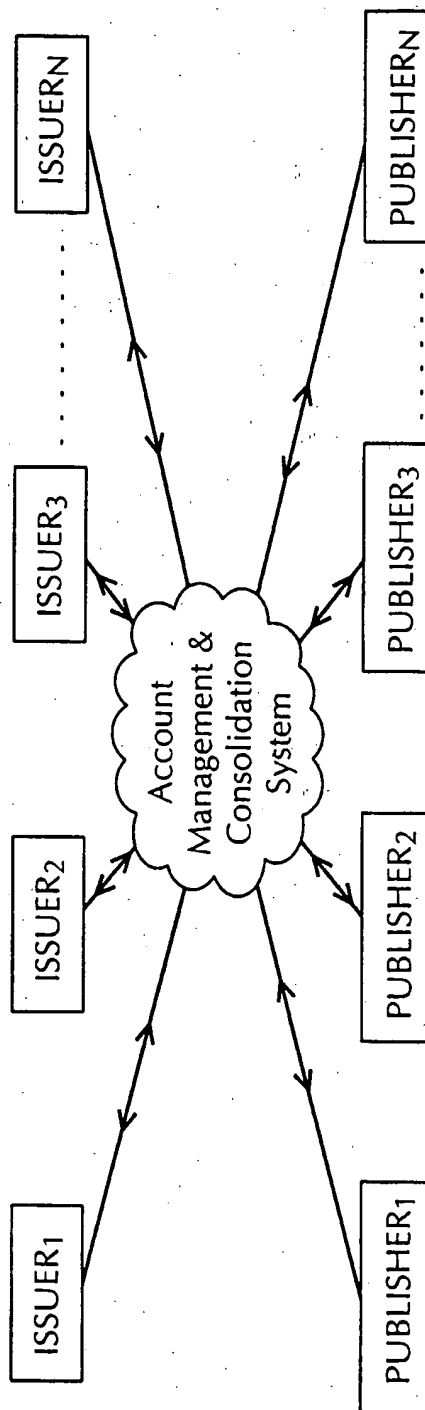 ISSUER1
ISSUER2
ISSUER3
ISSUERN
Account
Management &
Consolidation
System
PUBLISHER1
PUBLISHER2
PUBLISHER3
PUBLISHERN